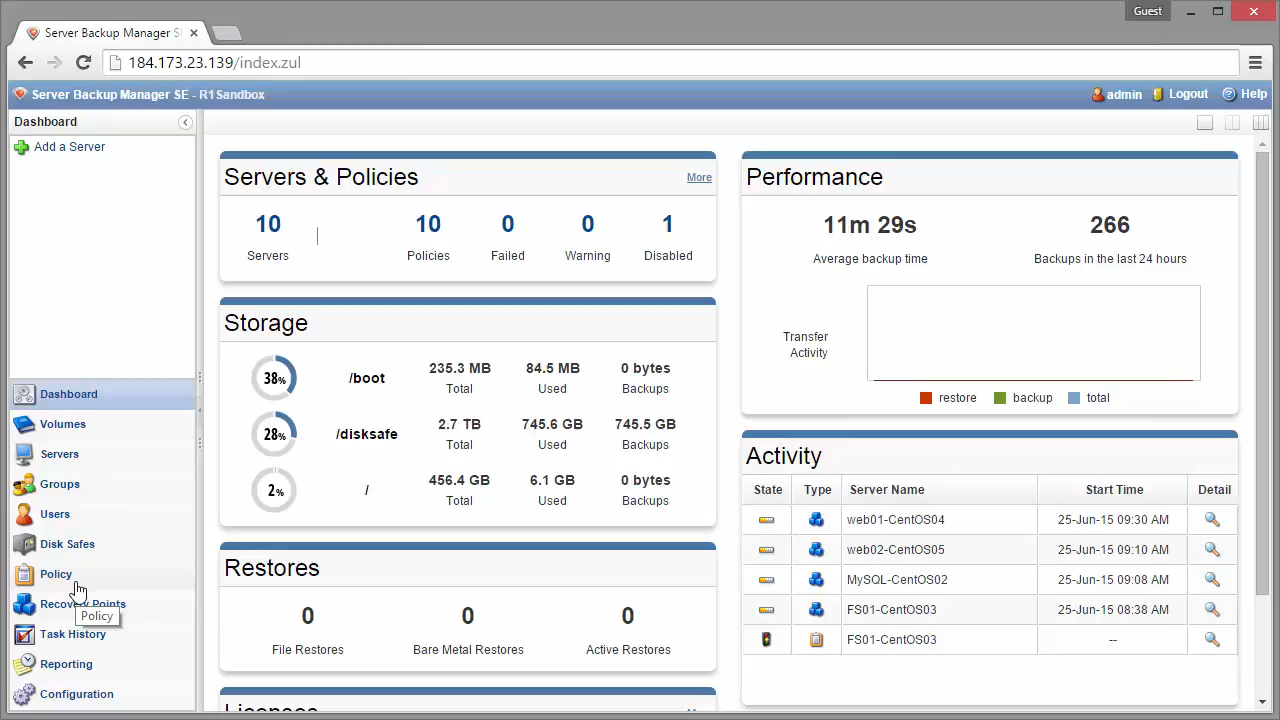 Guest
Server Backup Manager S
184.173.23.139/index.zul
Server Backup Manager SE - R1Sandbox
admin
Logout
Help
Dashboard
Add a Server
Dashboard
Volumes
Servers
Groups
Users
Disk Safes
Policy
Recovery Points
Policy
Task History
Reporting
Configuration
Servers & Policies
More
10 10 0 0 1
Servers Policies Failed Warning Disabled
Storage
38% /boot 235.3 MB 84.5 MB 0 bytes
Total Used Backups
28% /disksafe 2.7 TB 745.6 GB 745.5 GB
Total Used Backups
2% / 456.4 GB 6.1 GB 0 bytes
Total Used Backups
Restores
0 0 0
File Restores Bare Metal Restores Active Restores
Licenses
Performance
11m 29s 266
Average backup time Backups in the last 24 hours
Transfer
Activity
restore backup total
Activity
State Type Server Name Start Time Detail
web01-CentOS04 25-Jun-15 09:30 AM
web02-CentOS05 25-Jun-15 09:10 AM
MySQL-CentOS02 25-Jun-15 09:08 AM
FS01-CentOS03 25-Jun-15 08:38 AM
FS01-CentOS03 --